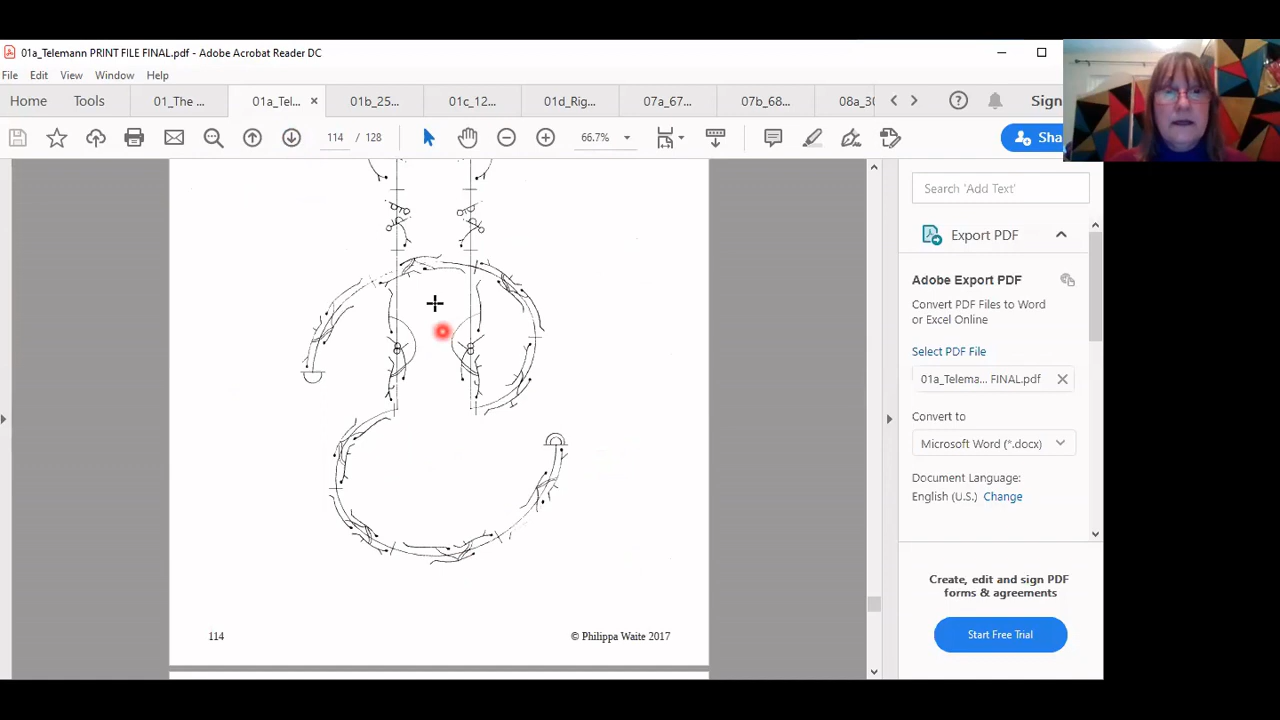 01a_Telemann PRINT FILE FINAL.pdf - Adobe Acrobat Reader DC
File Edit View Window Help
Home Tools 01_The ... 01a_Tel... 01b_25... 01c_12... 01d_Rig... 07a_67... 07b_68... 08a_30 Sign
114 / 128 66.7% Sha
Search 'Add Text'
Export PDF
Adobe Export PDF
Convert PDF Files to Word
or Excel Online
Select PDF File
01a_Telema... FINAL.pdf
Convert to
Microsoft Word (*.docx)
Document Language:
English (U.S.) Change
Create, edit and sign PDF
forms & agreements
Start Free Trial
114 © Philippa Waite 2017